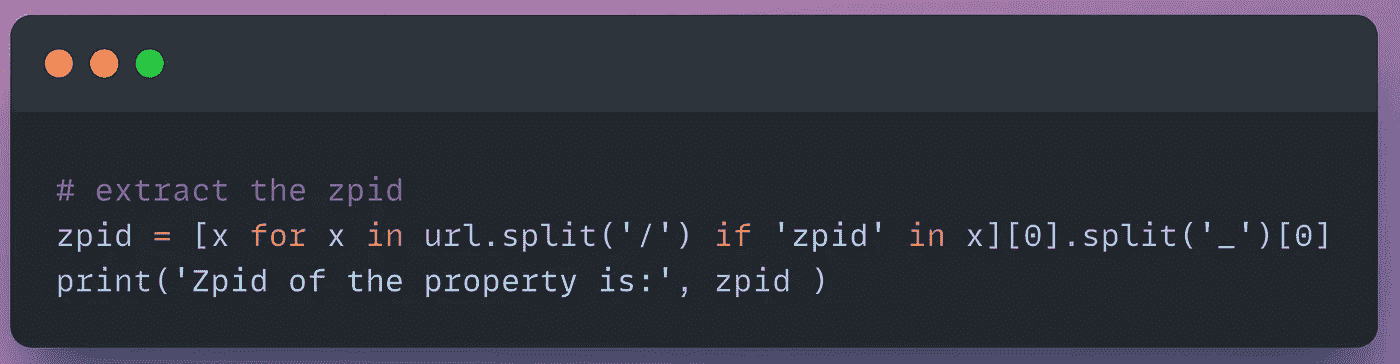 # extract the zpid
zpid = [x for x in url.split('/') if 'zpid' in x][0].split('_')[0]
print('Zpid of the property is:', zpid )